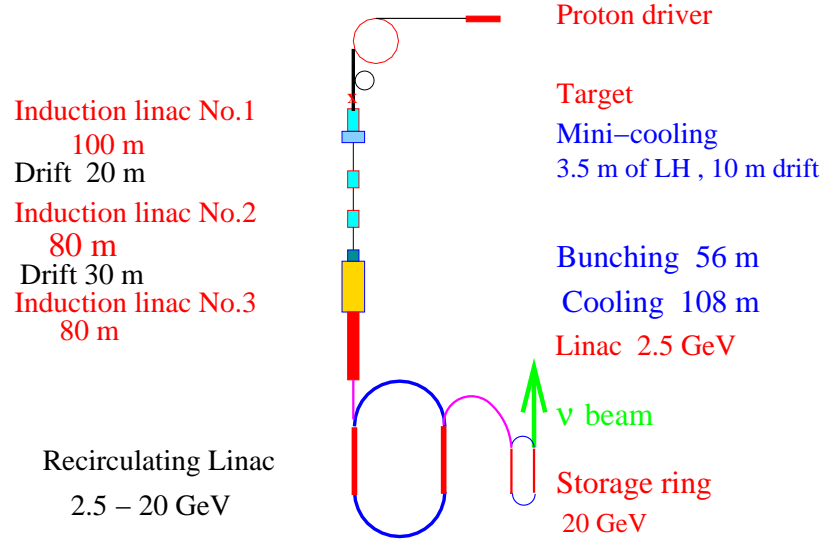 Proton driver
x
Induction linac No.1
100 m
Drift 20 m
Induction linac No.2
80 m
Drift 30 m
Induction linac No.3
80 m
Target
Mini−cooling
3.5 m of LH , 10 m drift
Bunching 56 m
Cooling 108 m
Linac 2.5 GeV
ν beam
Recirculating Linac
2.5 − 20 GeV
Storage ring
20 GeV